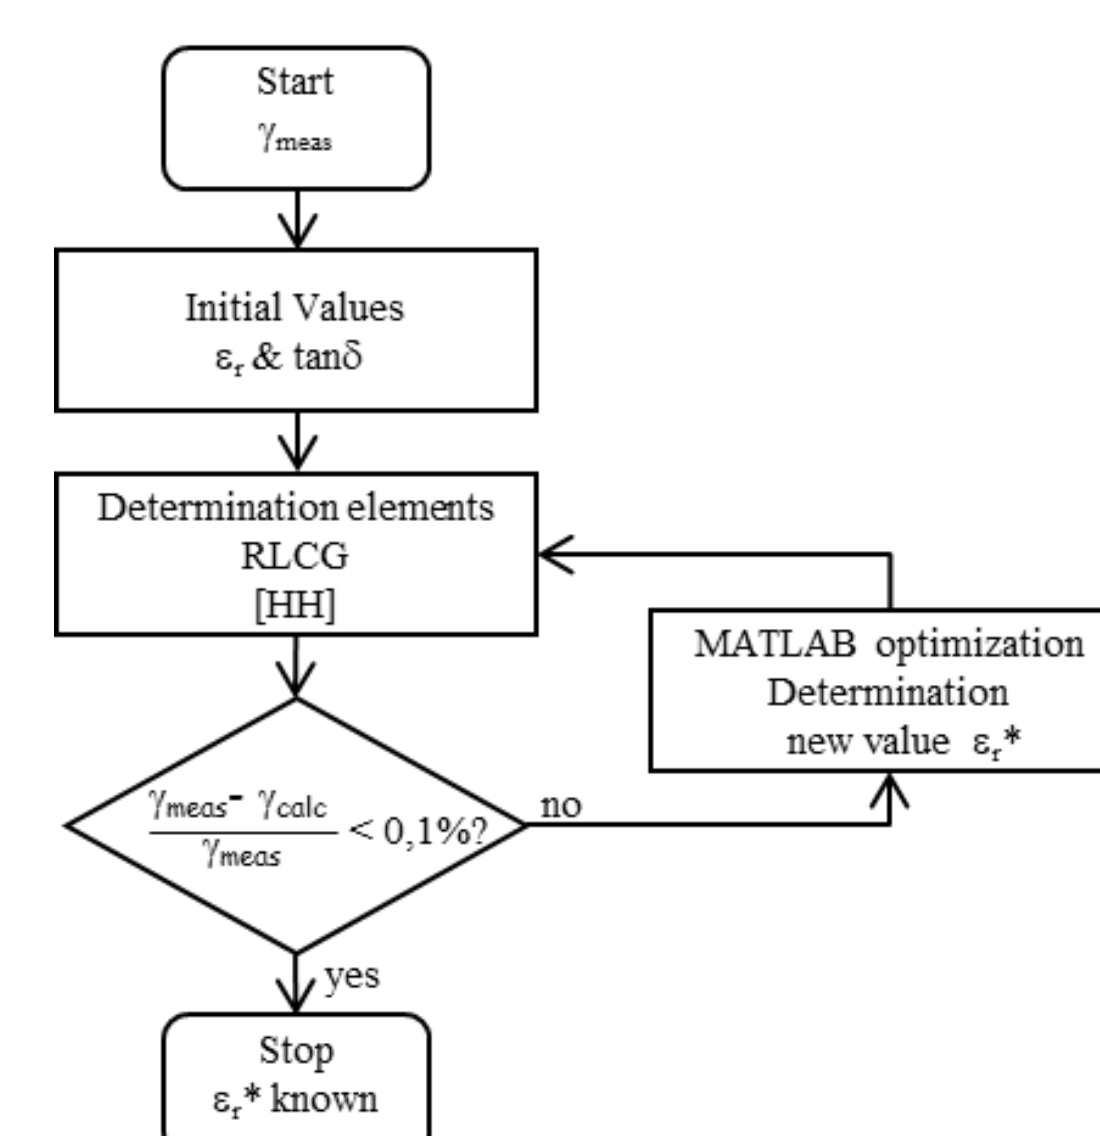 Start
γmeas
Initial Values
εr & tanδ
Determination elements
RLCG
[HH]
MATLAB optimization
Determination
new value εr*
γmeas- γcalc
γmeas
< 0,1%?
no
yes
Stop
εr* known